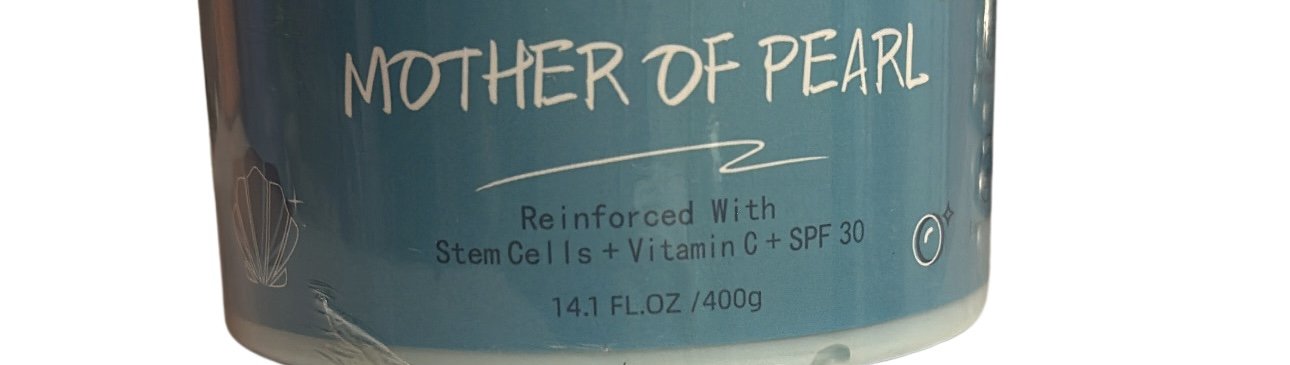 MOTHER OF PEARL
Reinforced With
Stem Cells + Vitamin C + SPF 30
14.1 FL.OZ /400g